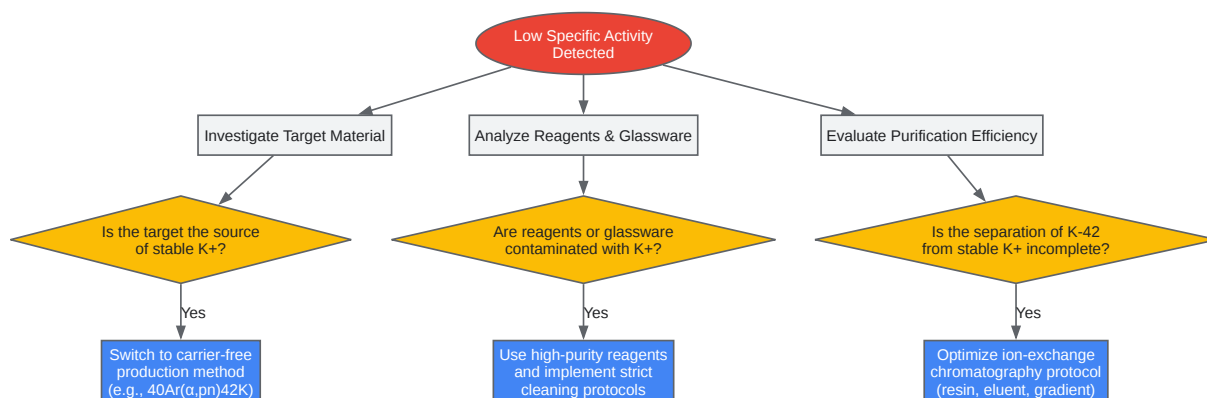 Low Specific Activity
Detected
Investigate Target Material
Analyze Reagents & Glassware
Evaluate Purification Efficiency
Is the target the source
of stable K+?
Are reagents or glassware
contaminated with K+?
Is the separation of K-42
from stable K+ incomplete?
Yes
Yes
Yes
Switch to carrier-free
production method
(e.g., 40Ar(α,pn)42K)
Use high-purity reagents
and implement strict
cleaning protocols
Optimize ion-exchange
chromatography protocol
(resin, eluent, gradient)